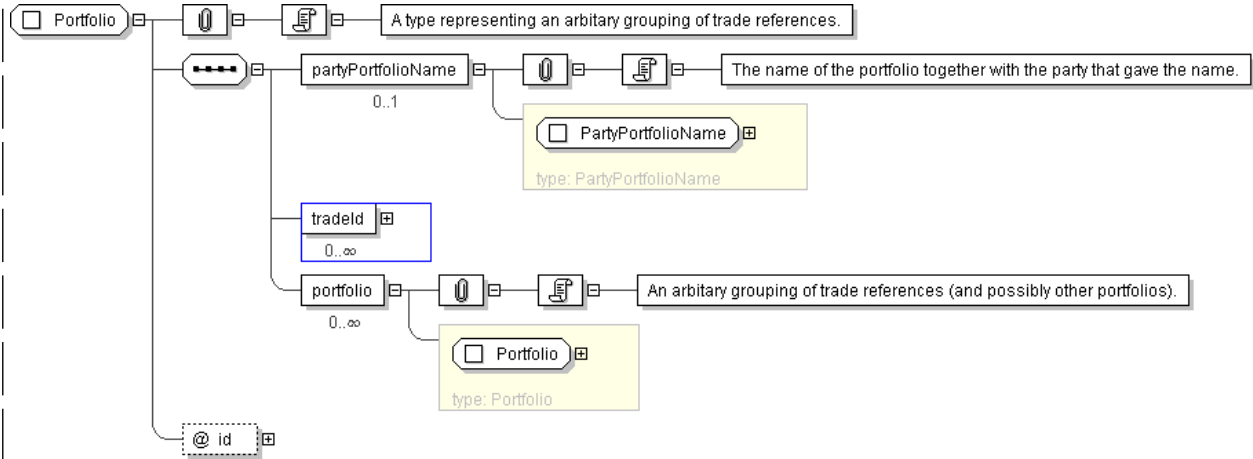 Portfolio
A type representing an arbitary grouping of trade references.
partyPortfolioName
The name of the portfolio together with the party that gave the name.
0..1
PartyPortfolioName
type: PartyPortfolioName
tradeId
0..∞
portfolio
An arbitary grouping of trade references (and possibly other portfolios).
0..∞
Portfolio
type: Portfolio
@ id